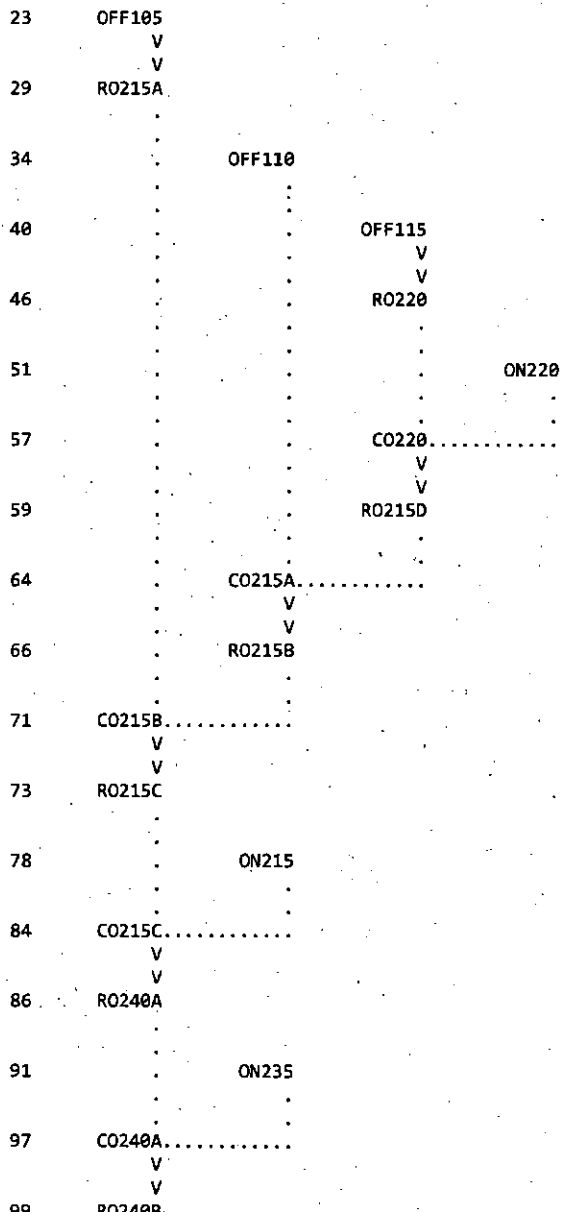 23 OFF105
V
V
29 RO215A
.
.
34 . OFF110
. .
. .
40 . . OFF115
. . V
. . V
46 . . RO220
. . .
. . .
51 . . . ON220
. . . .
. . . .
57 . . CO220............
. . V
. . V
59 . . RO215D
. . .
. . .
64 . CO215A............
. V
. V
66 . RO215B
. .
. .
71 CO215B............
V
V
73 RO215C
.
.
78 . ON215
. .
. .
84 CO215C............
V
V
86 RO240A
.
.
91 . ON235
. .
. .
97 CO240A............
V
V
99 RO240B